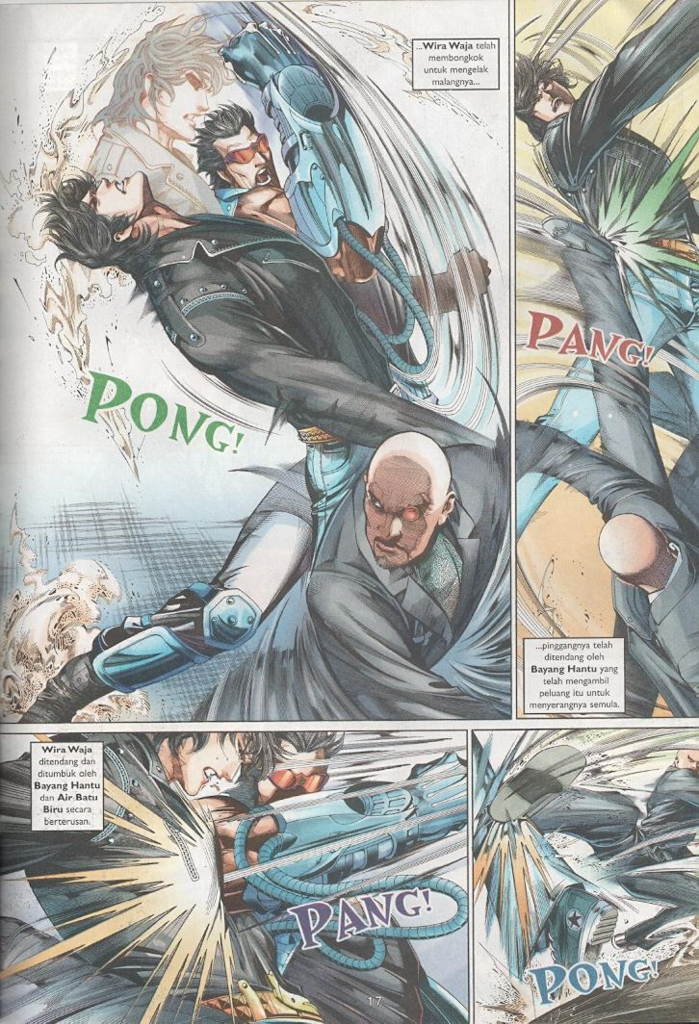 ...Wira Waja telah
membongkok
untuk mengelak
malangnya...
PONG!
PANG!
...pinggangnya telah
ditendang oleh
Bayang Hantu yang
telah mengambil
peluang itu untuk
menyerangnya semula.
Wira Waja
ditendang dan
ditumbuk oleh
Bayang Hantu
dan Air Batu
Biru secara
berterusan.
PANG!
PONG!
17